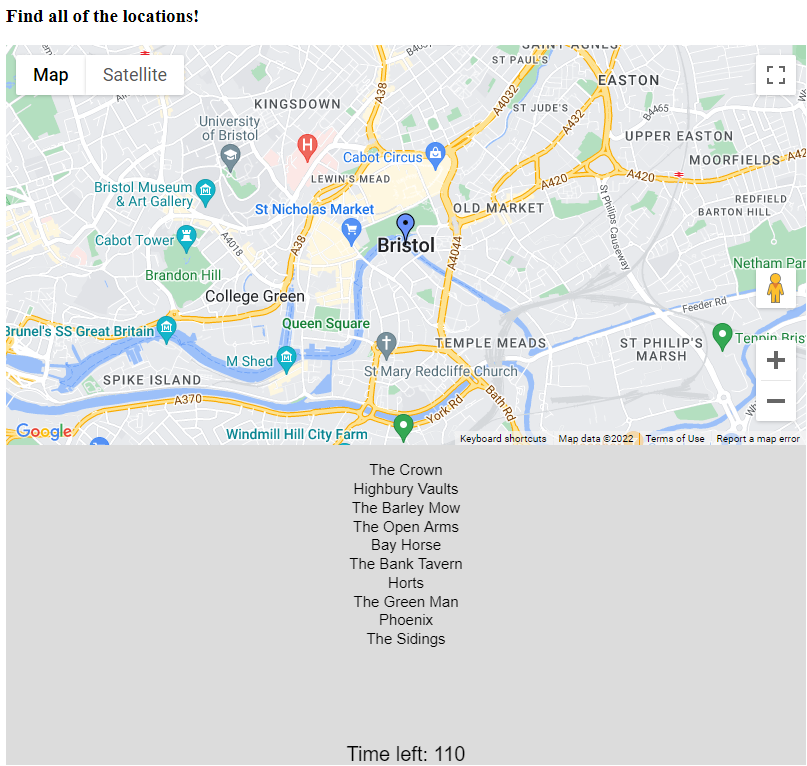 Find all of the locations!
Map
Satellite
SAINT AGNES
ST PAUL'S
EASTON
A38
A4032
ST JUDE'S
B4465
KINGSDOWN
University
of Bristol
A432
UPPER EASTON
Cabot Circus
MOORFIELDS
A420
A420
LEWIN'S MEAD
Bristol Museum
& Art Gallery
St Nicholas Market
OLD MARKET
St Philips Causeway
REDFIELD
BARTON HILL
Cabot Tower
A4018
A38
Bristol
A4044
Brandon Hill
Netham Par
College Green
Feeder Rd
Queen Square
Brunel's SS Great Britain
TEMPLE MEADS
ST PHILIP'S
MARSH
Tenpin Bris
M Shed
St Mary Redcliffe Church
SPIKE ISLAND
A370
York Rd
Bath Rd
Google
Windmill Hill City Farm
Keyboard shortcuts
Map data ©2022
Terms of Use
Report a map error
The Crown
Highbury Vaults
The Barley Mow
The Open Arms
Bay Horse
The Bank Tavern
Horts
The Green Man
Phoenix
The Sidings
Time left: 110